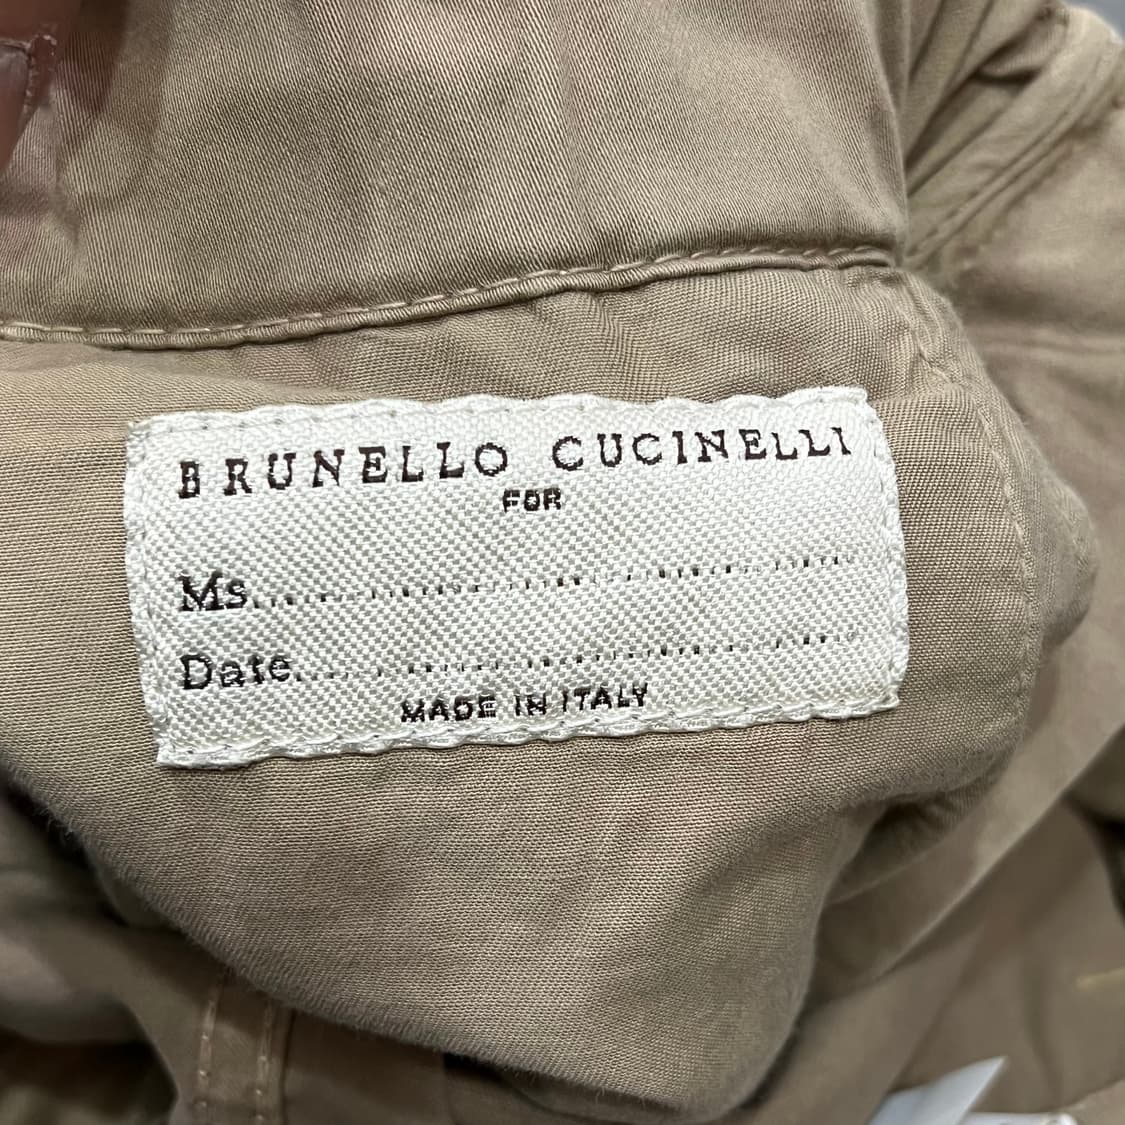 BRUNELLO CUCINELLI
FOR
Ms..............................
Date..............................
MADE IN ITALY